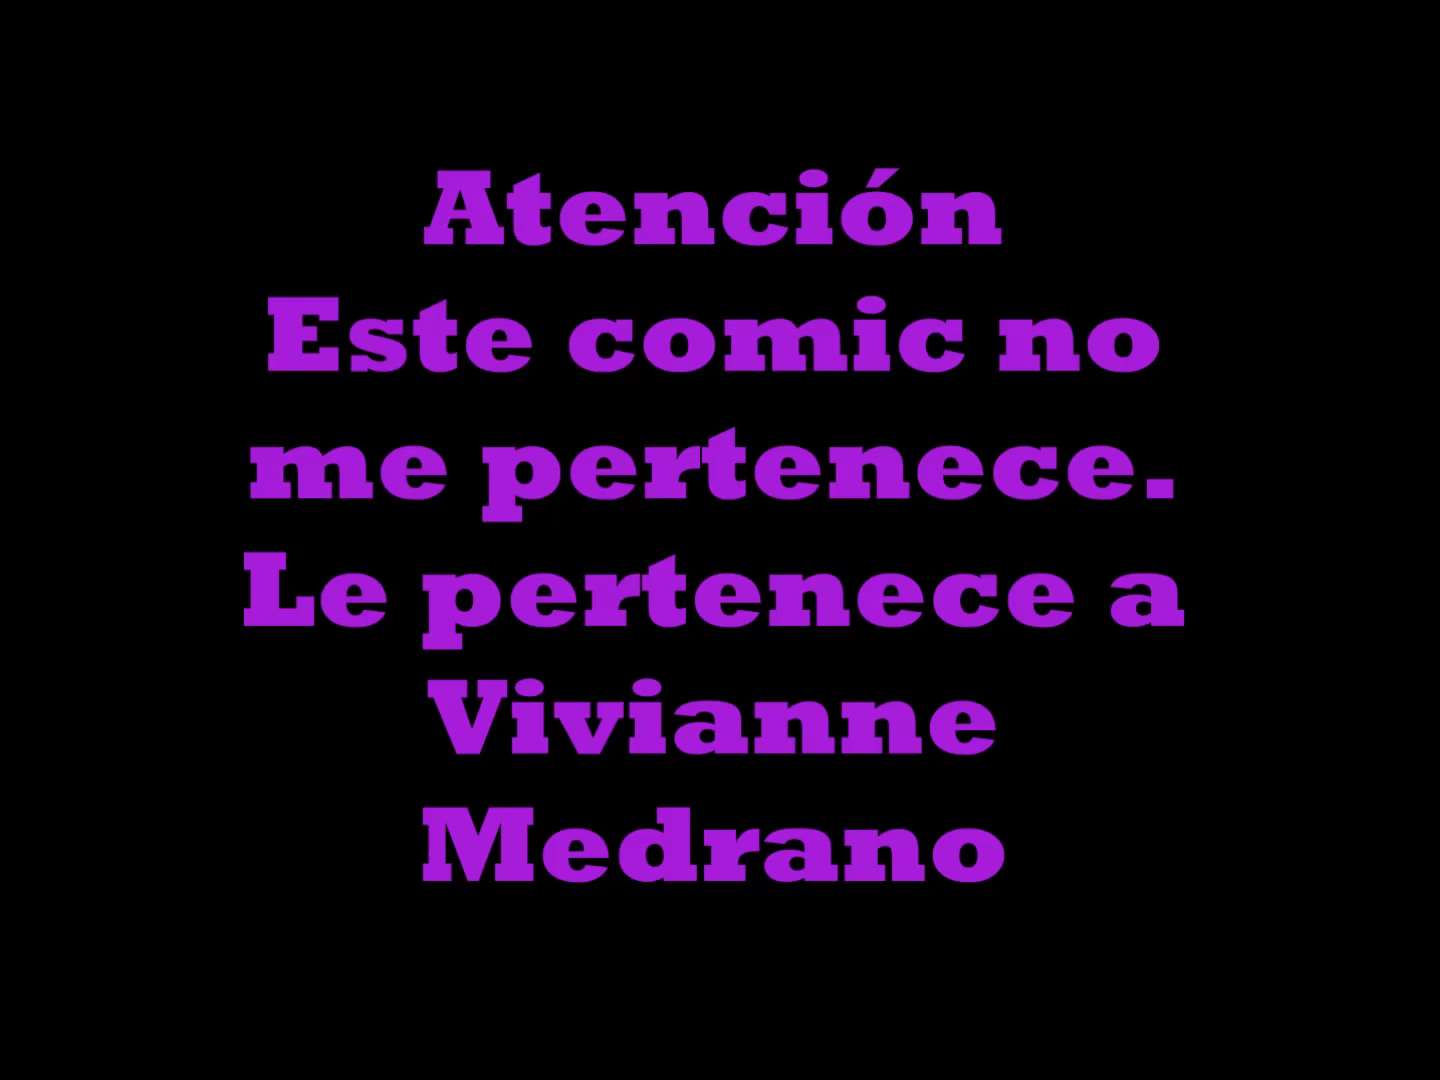 Atención
Este comic no
me pertenece.
Le pertenece a
Vivianne
Medrano